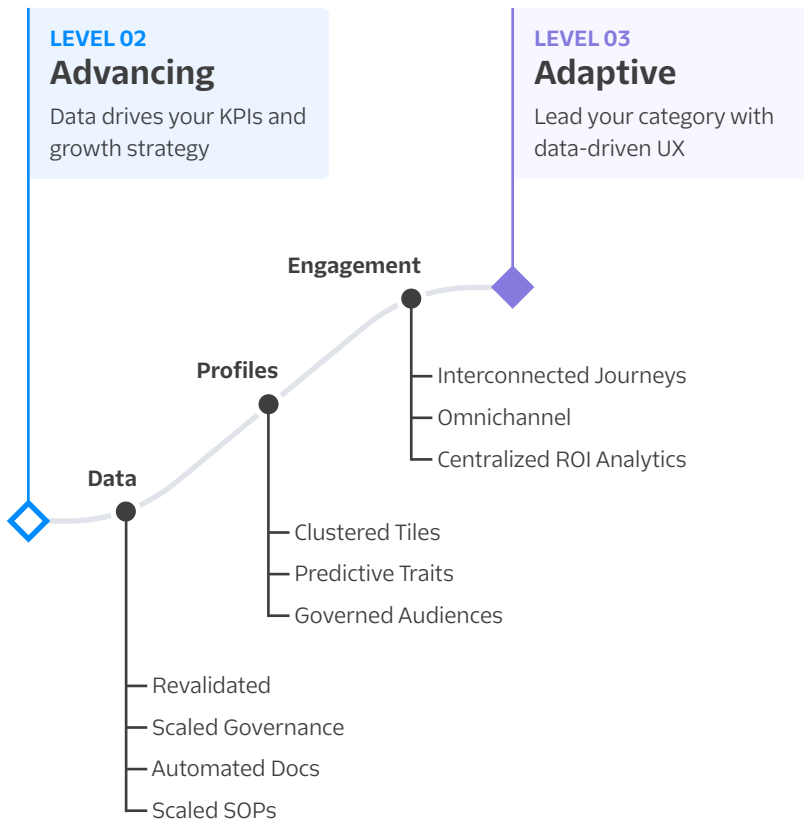 LEVEL 02
Advancing
Data drives your KPIs and
growth strategy
LEVEL 03
Adaptive
Lead your category with
data-driven UX
Engagement
Interconnected Journeys
Omnichannel
Centralized ROI Analytics
Profiles
Clustered Tiles
Predictive Traits
Governed Audiences
Data
Revalidated
Scaled Governance
Automated Docs
Scaled SOPs